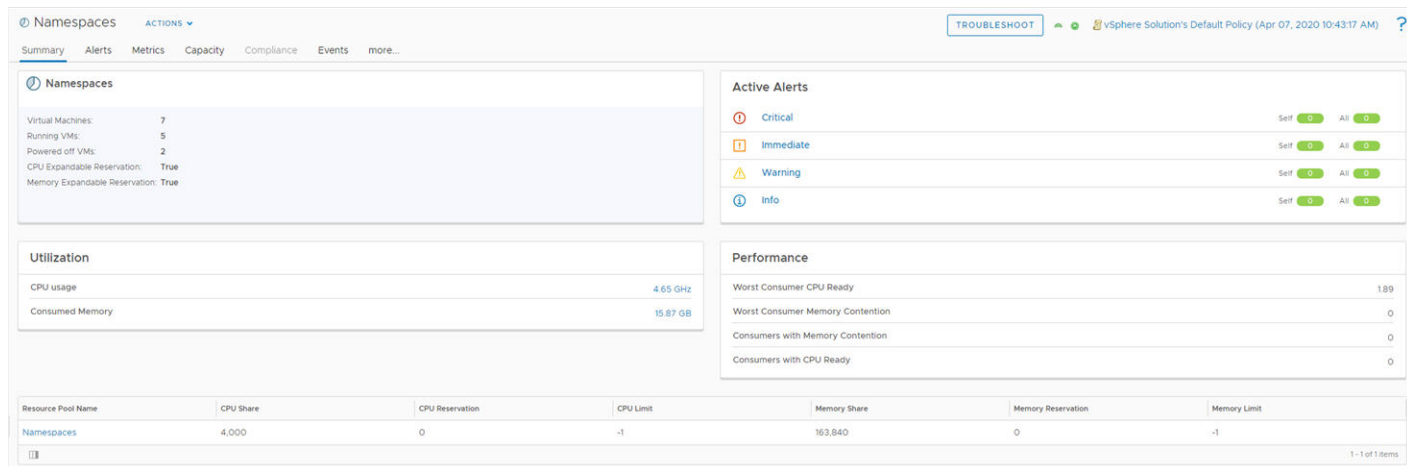 Namespaces ACTIONS TROUBLESHOOT vSphere Solution's Default Policy (Apr 07, 2020 10:43:17 AM) ?
Summary Alerts Metrics Capacity Compliance Events more...
Namespaces
Virtual Machines: 7
Running VMs: 5
Powered off VMs: 2
CPU Expandable Reservation: True
Memory Expandable Reservation: True
Active Alerts
Critical Self 0 All 0
Immediate Self 0 All 0
Warning Self 0 All 0
Info Self 0 All 0
Utilization
CPU usage 4.65 GHz
Consumed Memory 15.87 GB
Performance
Worst Consumer CPU Ready 1.89
Worst Consumer Memory Contention 0
Consumers with Memory Contention 0
Consumers with CPU Ready 0
Resource Pool Name CPU Share CPU Reservation CPU Limit Memory Share Memory Reservation Memory Limit
Namespaces 4,000 0 -1 163,840 0 -1
1 - 1 of 1 items